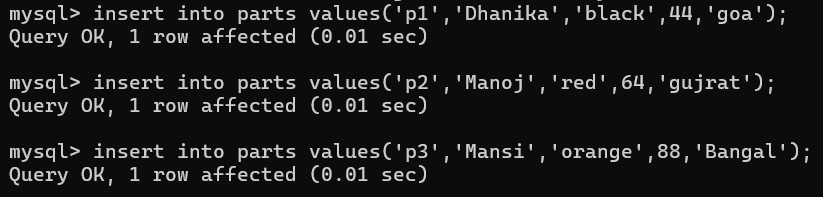 mysql> insert into parts values('p1','Dhanika','black',44,'goa');
Query OK, 1 row affected (0.01 sec)
mysql> insert into parts values('p2','Manoj','red',64,'gujrat');
Query OK, 1 row affected (0.01 sec)
mysql> insert into parts values('p3','Mansi','orange',88,'Bangal');
Query OK, 1 row affected (0.01 sec)